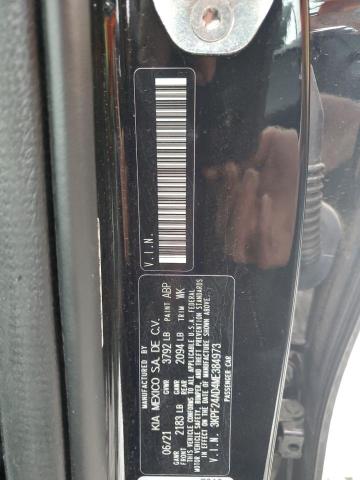 MANUFACTURED BY
KIA MEXICO S.A. DE C.V.
06/21 GVWR 3792 LB PAINT ABP
GAWR FRONT 2183 LB GAWR REAR 2094 LB TRIM WK
THIS VEHICLE CONFORMS TO ALL APPLICABLE U.S.A. FEDERAL
MOTOR VEHICLE SAFETY, BUMPER, AND THEFT PREVENTION STANDARDS
IN EFFECT ON THE DATE OF MANUFACTURE SHOWN ABOVE.
V.I.N. 3KPF24AD4ME384973
PASSENGER CAR
V.I.N.